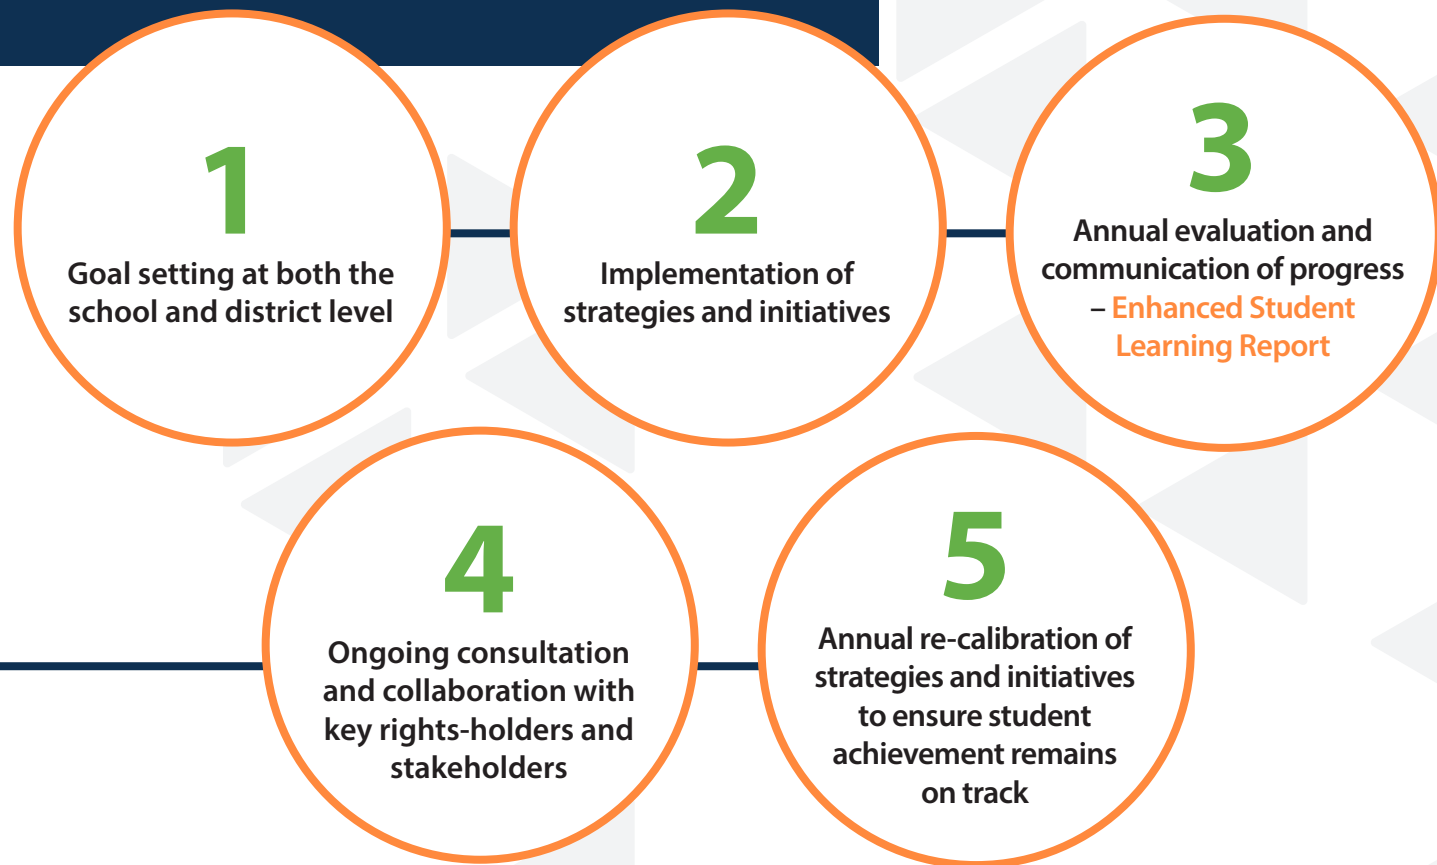 1
Goal setting at both the
school and district level
2
Implementation of
strategies and initiatives
3
Annual evaluation and
communication of progress
– Enhanced Student
Learning Report
4
Ongoing consultation
and collaboration with
key rights-holders and
stakeholders
5
Annual re-calibration of
strategies and initiatives
to ensure student
achievement remains
on track